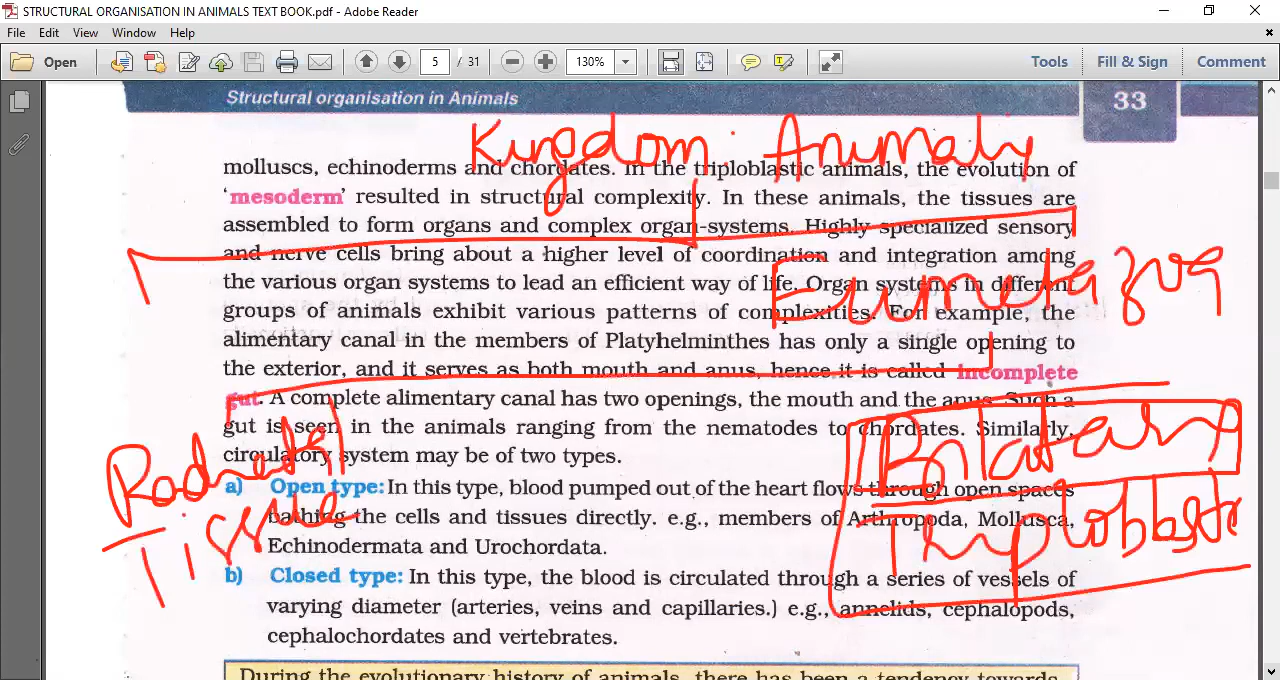 STRUCTURAL ORGANISATION IN ANIMALS TEXT BOOK.pdf - Adobe Reader
File Edit View Window Help
Open 5 / 31 130% Tools Fill & Sign Comment
Structural organisation in Animals 33
Kingdom: Animaly
molluscs, echinoderms and chordates. In the triploblastic animals, the evolution of
'mesoderm' resulted in structural complexity. In these animals, the tissues are
assembled to form organs and complex organ-systems. Highly specialized sensory
and nerve cells bring about a higher level of coordination and integration among
the various organ systems to lead an efficient way of life. Organ systems in different
Eumetazoa
groups of animals exhibit various patterns of complexities. For example, the
alimentary canal in the members of Platyhelminthes has only a single opening to
the exterior, and it serves as both mouth and anus, hence it is called incomplete
gut. A complete alimentary canal has two openings, the mouth and the anus. Such a
gut is seen in the animals ranging from the nematodes to chordates. Similarly,
circulatory system may be of two types.
a) Open type: In this type, blood pumped out of the heart flows through open spaces
Tissue
bathing the cells and tissues directly. e.g., members of Arthropoda, Mollusca,
Triploblastic
Echinodermata and Urochordata.
b) Closed type: In this type, the blood is circulated through a series of vessels of
varying diameter (arteries, veins and capillaries.) e.g., annelids, cephalopods,
cephalochordates and vertebrates.
During the evolutionary history of animals, there has been a tendency towards